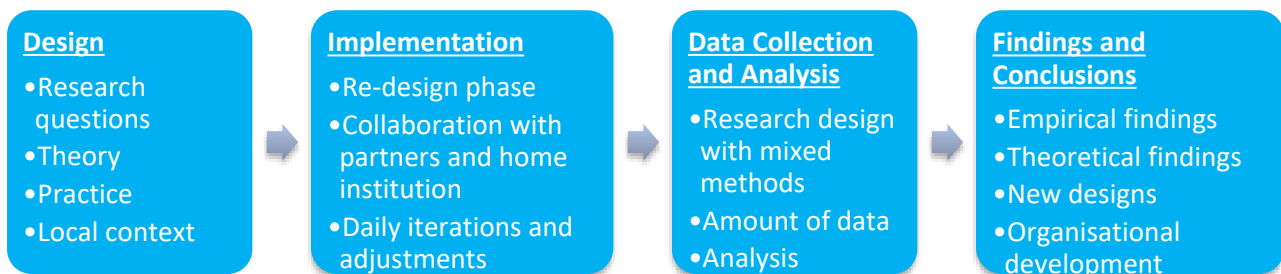 Design
•Research
questions
•Theory
•Practice
•Local context
Implementation
•Re-design phase
•Collaboration with
partners and home
institution
•Daily iterations and
adjustments
Data Collection
and Analysis
•Research design
with mixed
methods
•Amount of data
•Analysis
Findings and
Conclusions
•Empirical findings
•Theoretical findings
•New designs
•Organisational
development